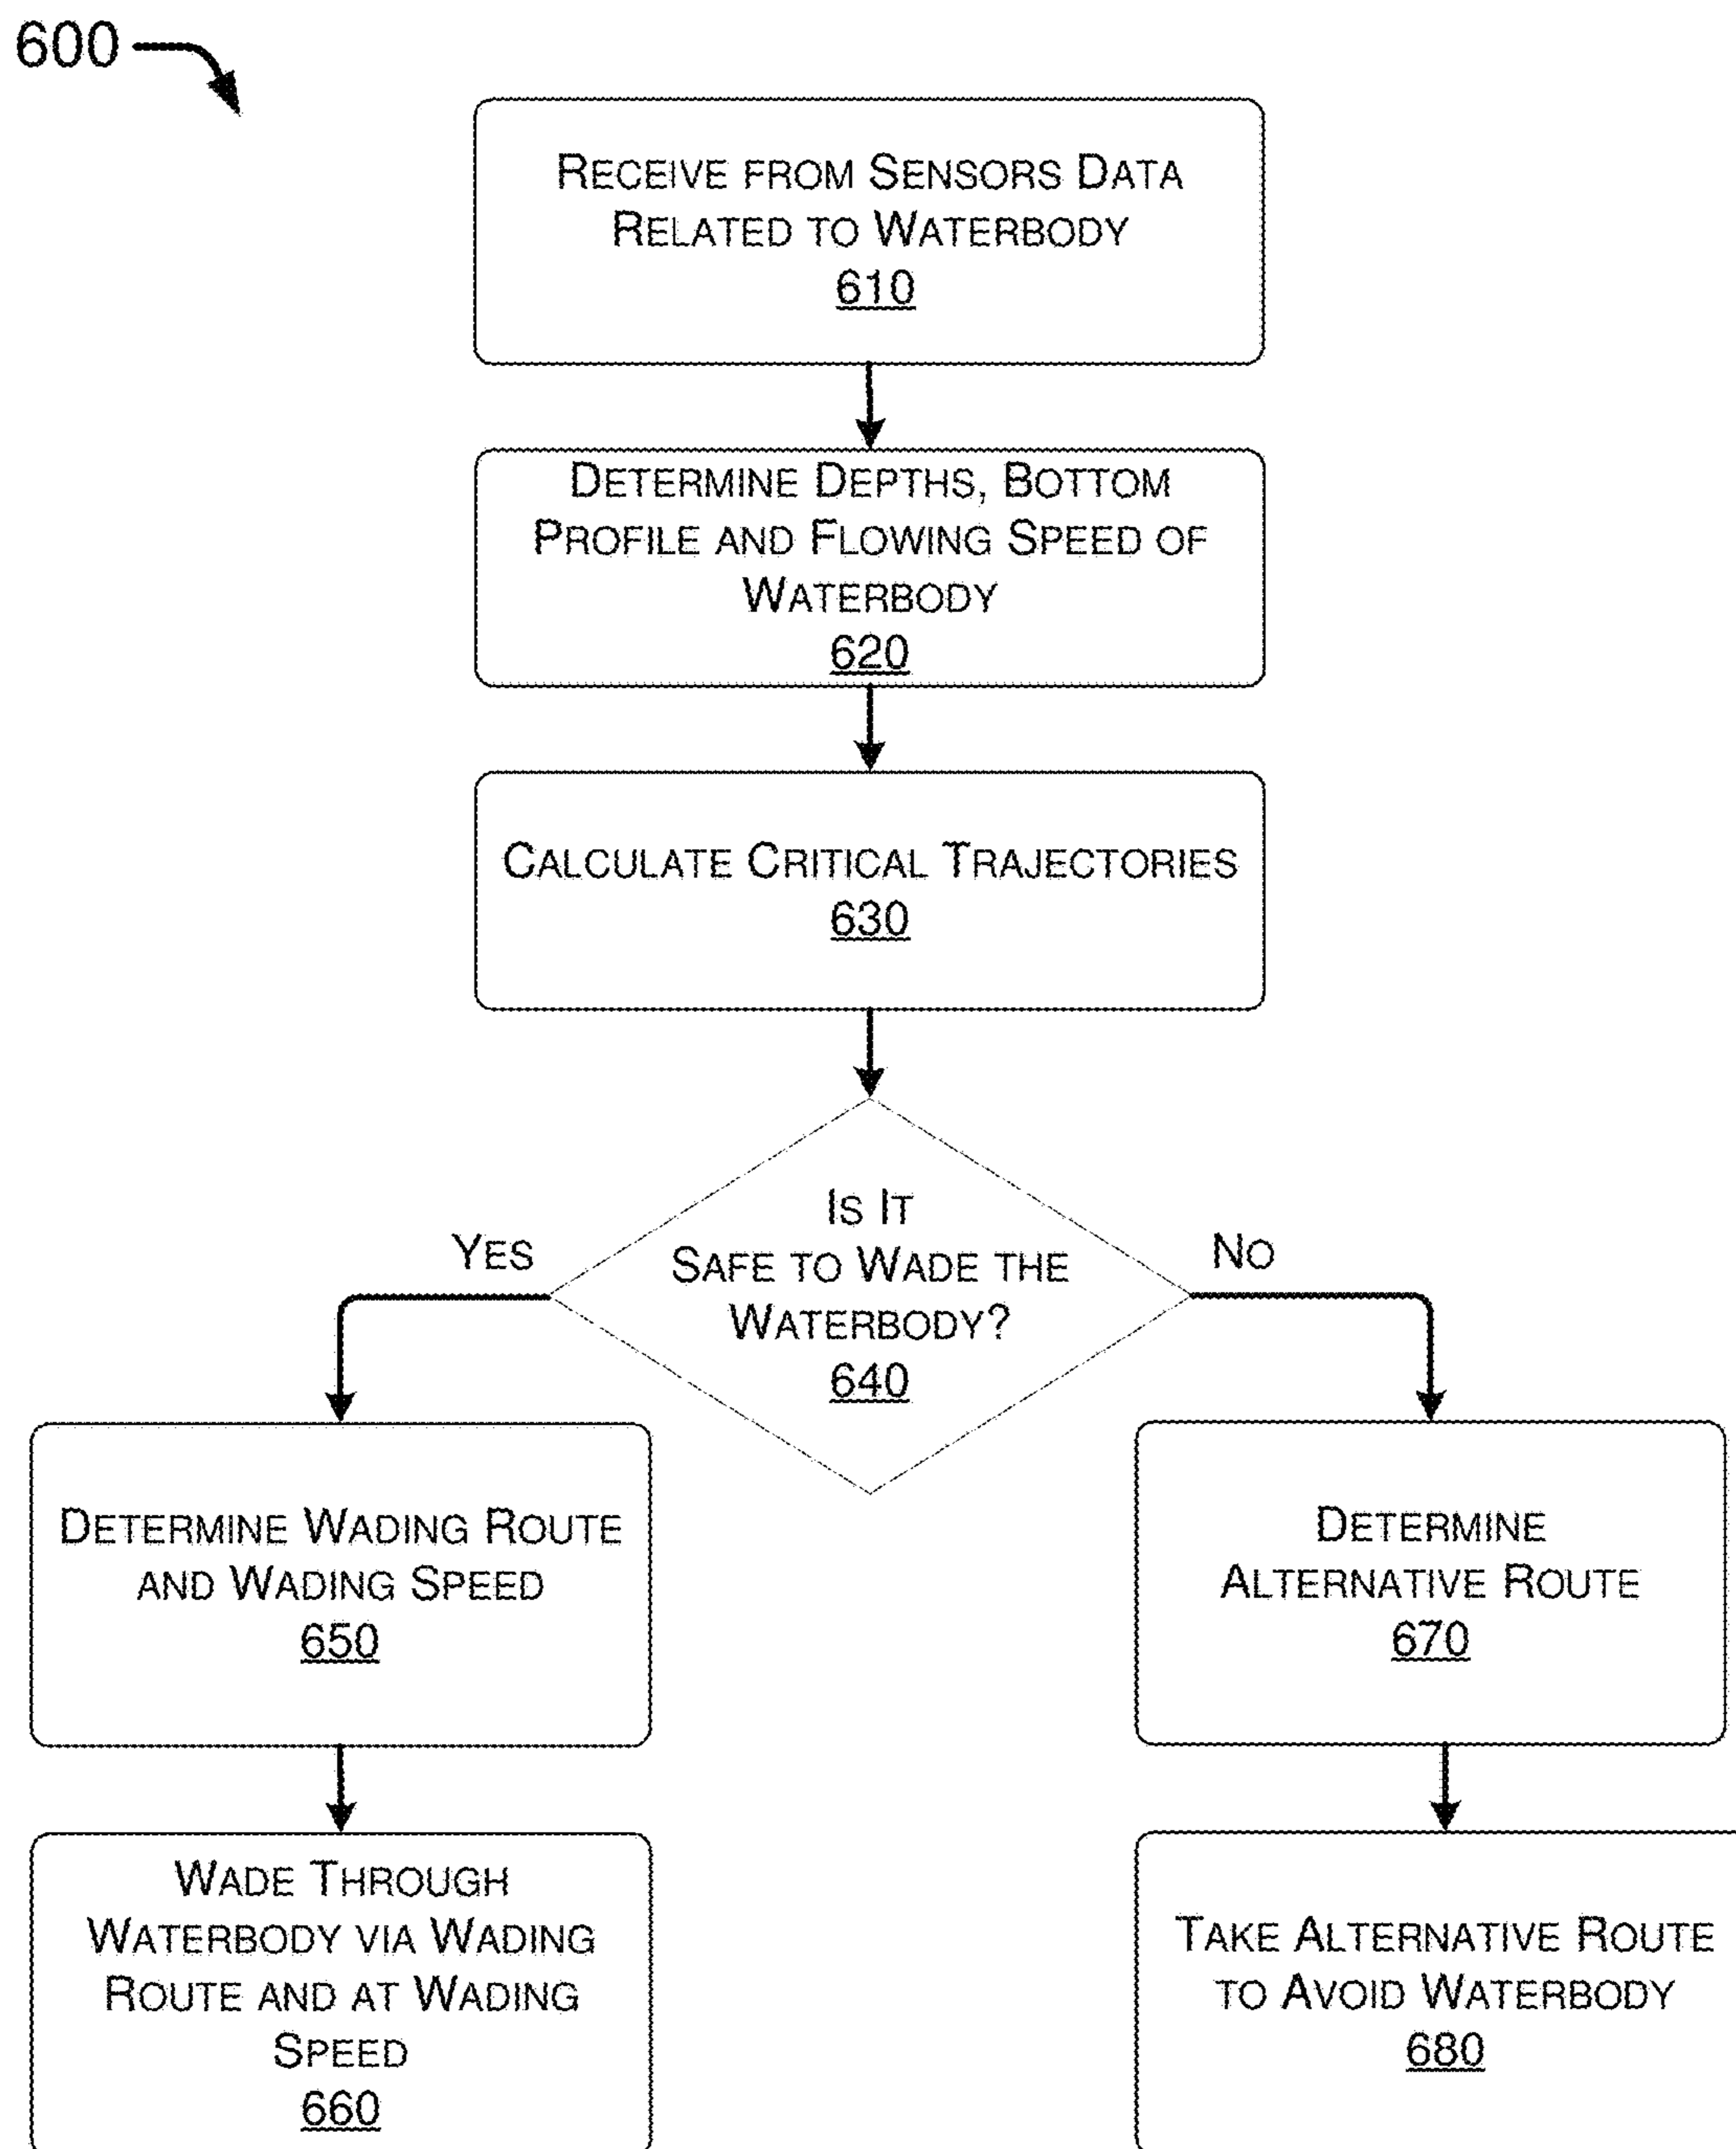 600
RECEIVE FROM SENSORS DATA
RELATED TO WATERBODY
610
DETERMINE DEPTHS, BOTTOM
PROFILE AND FLOWING SPEED OF
WATERBODY
620
CALCULATE CRITICAL TRAJECTORIES
630
IS IT
SAFE TO WADE THE
WATERBODY?
640
YES
NO
DETERMINE WADING ROUTE
AND WADING SPEED
650
DETERMINE
ALTERNATIVE ROUTE
670
WADE THROUGH
WATERBODY VIA WADING
ROUTE AND AT WADING
SPEED
660
TAKE ALTERNATIVE ROUTE
TO AVOID WATERBODY
680